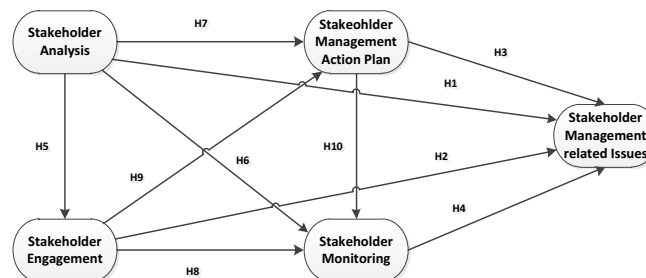 Stakeholder
Analysis
H7
Stakeohlder
Management
Action Plan
H3
H1
Stakeholder
Management
related Issues
H5
H9
H6
H10
H2
H4
Stakeholder
Engagement
H8
Stakeholder
Monitoring